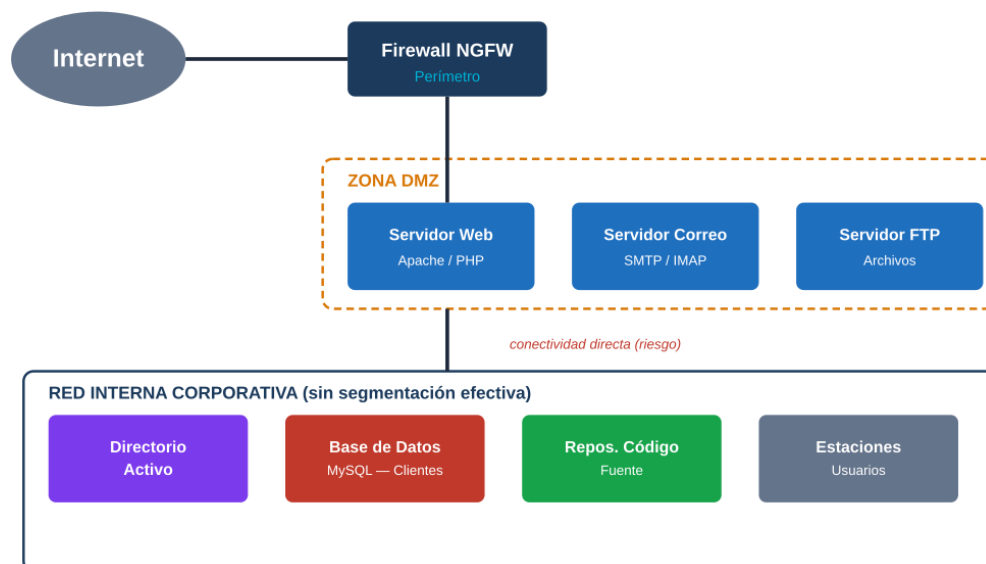 Internet
Firewall NGFW
Perímetro
ZONA DMZ
Servidor Web
Apache / PHP
Servidor Correo
SMTP / IMAP
Servidor FTP
Archivos
conectividad directa (riesgo)
RED INTERNA CORPORATIVA (sin segmentación efectiva)
Directorio
Activo
Base de Datos
MySQL — Clientes
Repos. Código
Fuente
Estaciones
Usuarios